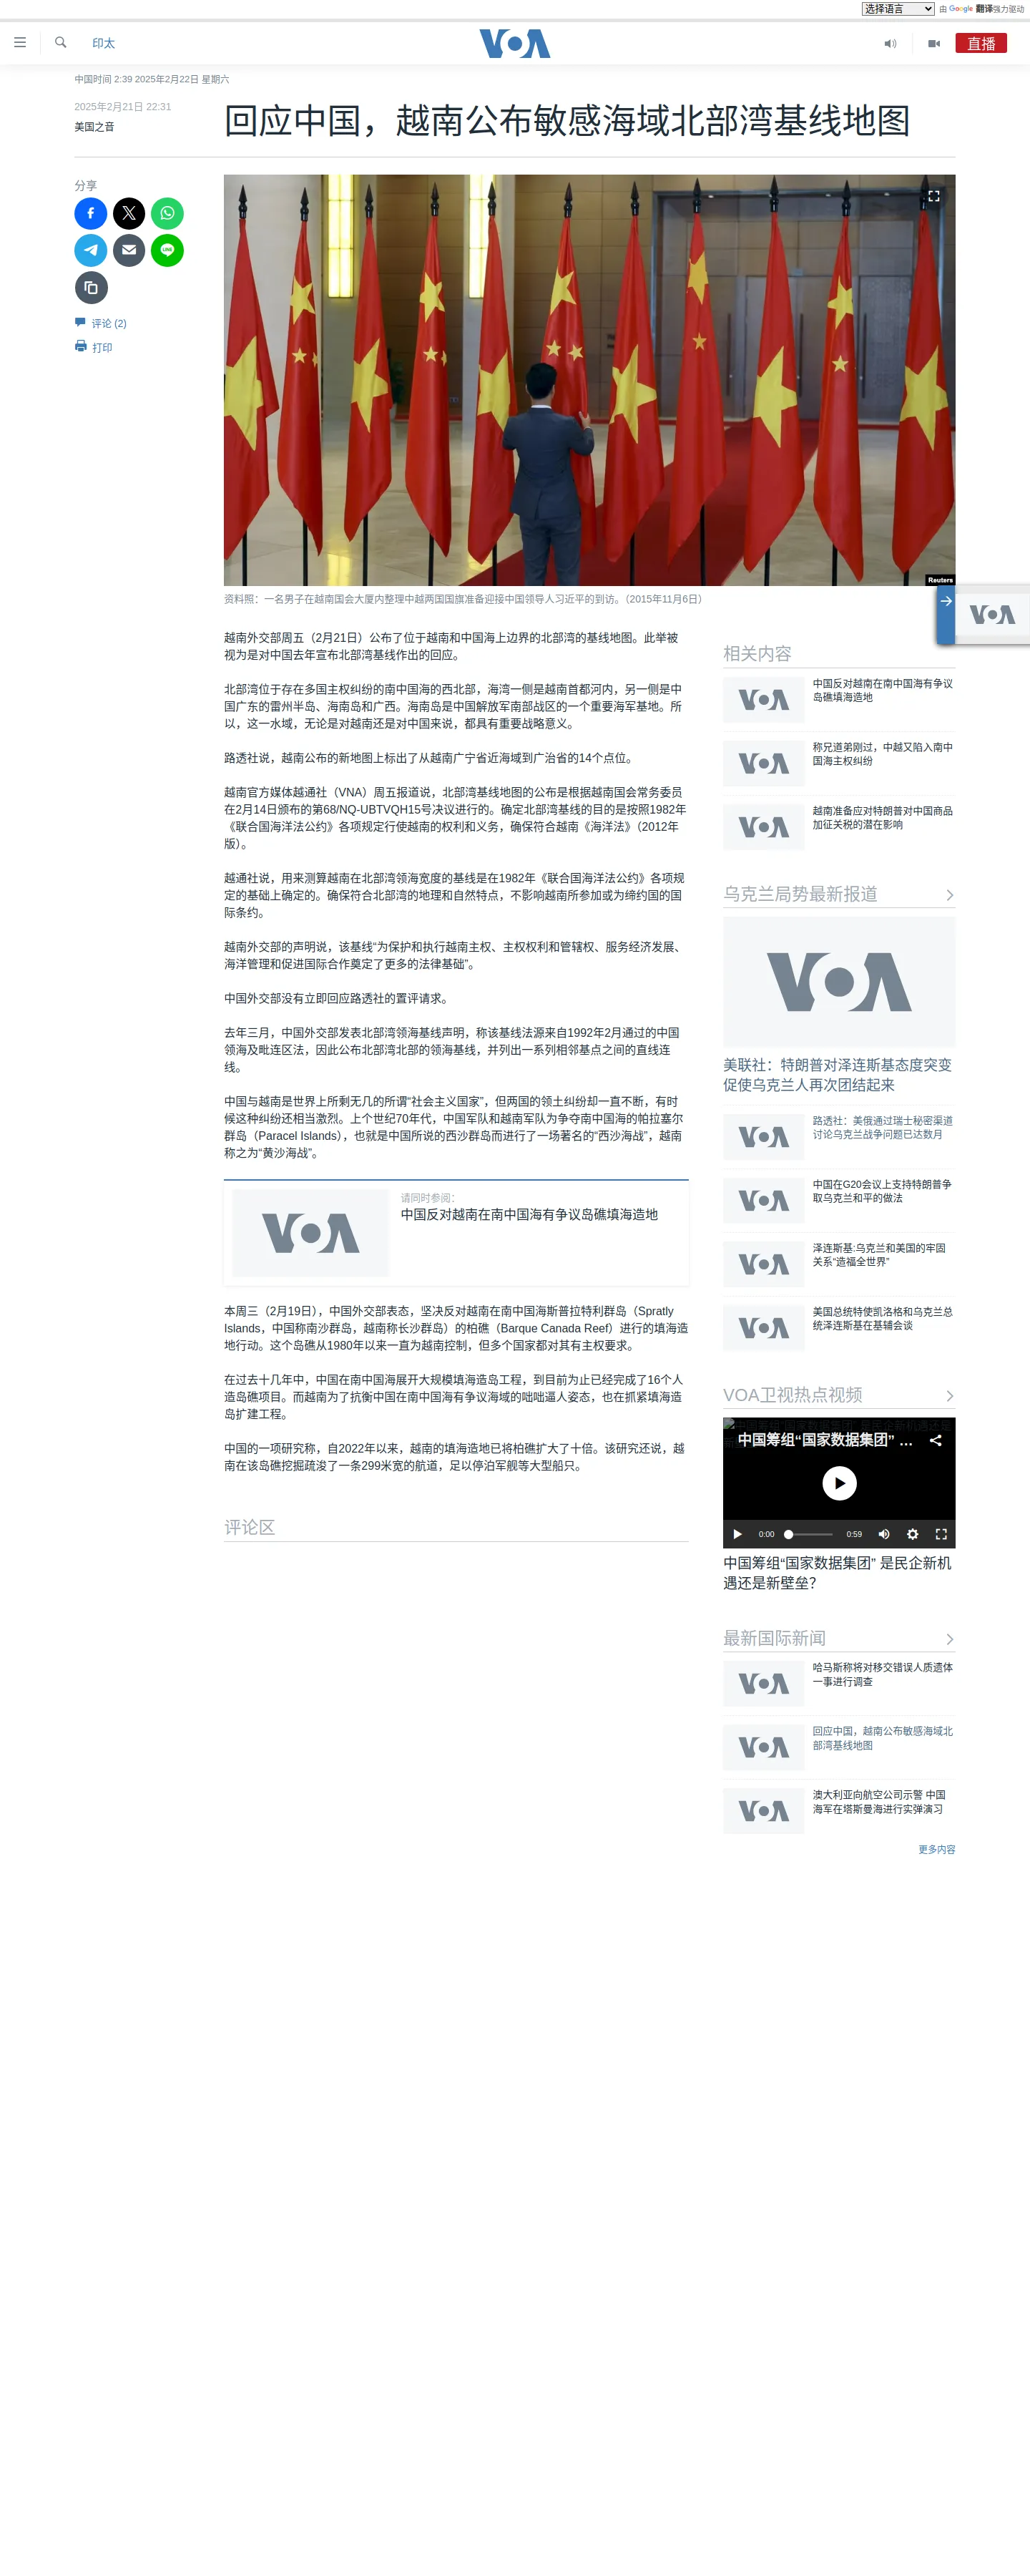 选择语言
由 Google 翻译强力驱动
印太
VOA
直播
中国时间 2:39 2025年2月22日 星期六
2025年2月21日 22:31
美国之音
回应中国，越南公布敏感海域北部湾基线地图
分享
评论 (2)
打印
Reuters
资料照：一名男子在越南国会大厦内整理中越两国国旗准备迎接中国领导人习近平的到访。（2015年11月6日）
VOA
越南外交部周五（2月21日）公布了位于越南和中国海上边界的北部湾的基线地图。此举被
视为是对中国去年宣布北部湾基线作出的回应。
北部湾位于存在多国主权纠纷的南中国海的西北部，海湾一侧是越南首都河内，另一侧是中
国广东的雷州半岛、海南岛和广西。海南岛是中国解放军南部战区的一个重要海军基地。所
以，这一水域，无论是对越南还是对中国来说，都具有重要战略意义。
路透社说，越南公布的新地图上标出了从越南广宁省近海域到广治省的14个点位。
越南官方媒体越通社（VNA）周五报道说，北部湾基线地图的公布是根据越南国会常务委员
在2月14日颁布的第68/NQ-UBTVQH15号决议进行的。确定北部湾基线的目的是按照1982年
《联合国海洋法公约》各项规定行使越南的权利和义务，确保符合越南《海洋法》（2012年
版）。
越通社说，用来测算越南在北部湾领海宽度的基线是在1982年《联合国海洋法公约》各项规
定的基础上确定的。确保符合北部湾的地理和自然特点，不影响越南所参加或为缔约国的国
际条约。
越南外交部的声明说，该基线“为保护和执行越南主权、主权权利和管辖权、服务经济发展、
海洋管理和促进国际合作奠定了更多的法律基础”。
中国外交部没有立即回应路透社的置评请求。
去年三月，中国外交部发表北部湾领海基线声明，称该基线法源来自1992年2月通过的中国
领海及毗连区法，因此公布北部湾北部的领海基线，并列出一系列相邻基点之间的直线连
线。
中国与越南是世界上所剩无几的所谓“社会主义国家”，但两国的领土纠纷却一直不断，有时
候这种纠纷还相当激烈。上个世纪70年代，中国军队和越南军队为争夺南中国海的帕拉塞尔
群岛（Paracel Islands），也就是中国所说的西沙群岛而进行了一场著名的“西沙海战”，越南
称之为“黄沙海战”。
VOA
请同时参阅：
中国反对越南在南中国海有争议岛礁填海造地
本周三（2月19日），中国外交部表态，坚决反对越南在南中国海斯普拉特利群岛（Spratly
Islands，中国称南沙群岛，越南称长沙群岛）的柏礁（Barque Canada Reef）进行的填海造
地行动。这个岛礁从1980年以来一直为越南控制，但多个国家都对其有主权要求。
在过去十几年中，中国在南中国海展开大规模填海造岛工程，到目前为止已经完成了16个人
造岛礁项目。而越南为了抗衡中国在南中国海有争议海域的咄咄逼人姿态，也在抓紧填海造
岛扩建工程。
中国的一项研究称，自2022年以来，越南的填海造地已将柏礁扩大了十倍。该研究还说，越
南在该岛礁挖掘疏浚了一条299米宽的航道，足以停泊军舰等大型船只。
评论区
相关内容
VOA
中国反对越南在南中国海有争议
岛礁填海造地
VOA
称兄道弟刚过，中越又陷入南中
国海主权纠纷
VOA
越南准备应对特朗普对中国商品
加征关税的潜在影响
乌克兰局势最新报道
VOA
美联社：特朗普对泽连斯基态度突变
促使乌克兰人再次团结起来
VOA
路透社：美俄通过瑞士秘密渠道
讨论乌克兰战争问题已达数月
VOA
中国在G20会议上支持特朗普争
取乌克兰和平的做法
VOA
泽连斯基:乌克兰和美国的牢固
关系“造福全世界”
VOA
美国总统特使凯洛格和乌克兰总
统泽连斯基在基辅会谈
VOA卫视热点视频
中国筹组“国家数据集团” …
0:00
0:59
中国筹组“国家数据集团” 是民企新机
遇还是新壁垒？
最新国际新闻
VOA
哈马斯称将对移交错误人质遗体
一事进行调查
VOA
回应中国，越南公布敏感海域北
部湾基线地图
VOA
澳大利亚向航空公司示警 中国
海军在塔斯曼海进行实弹演习
更多内容